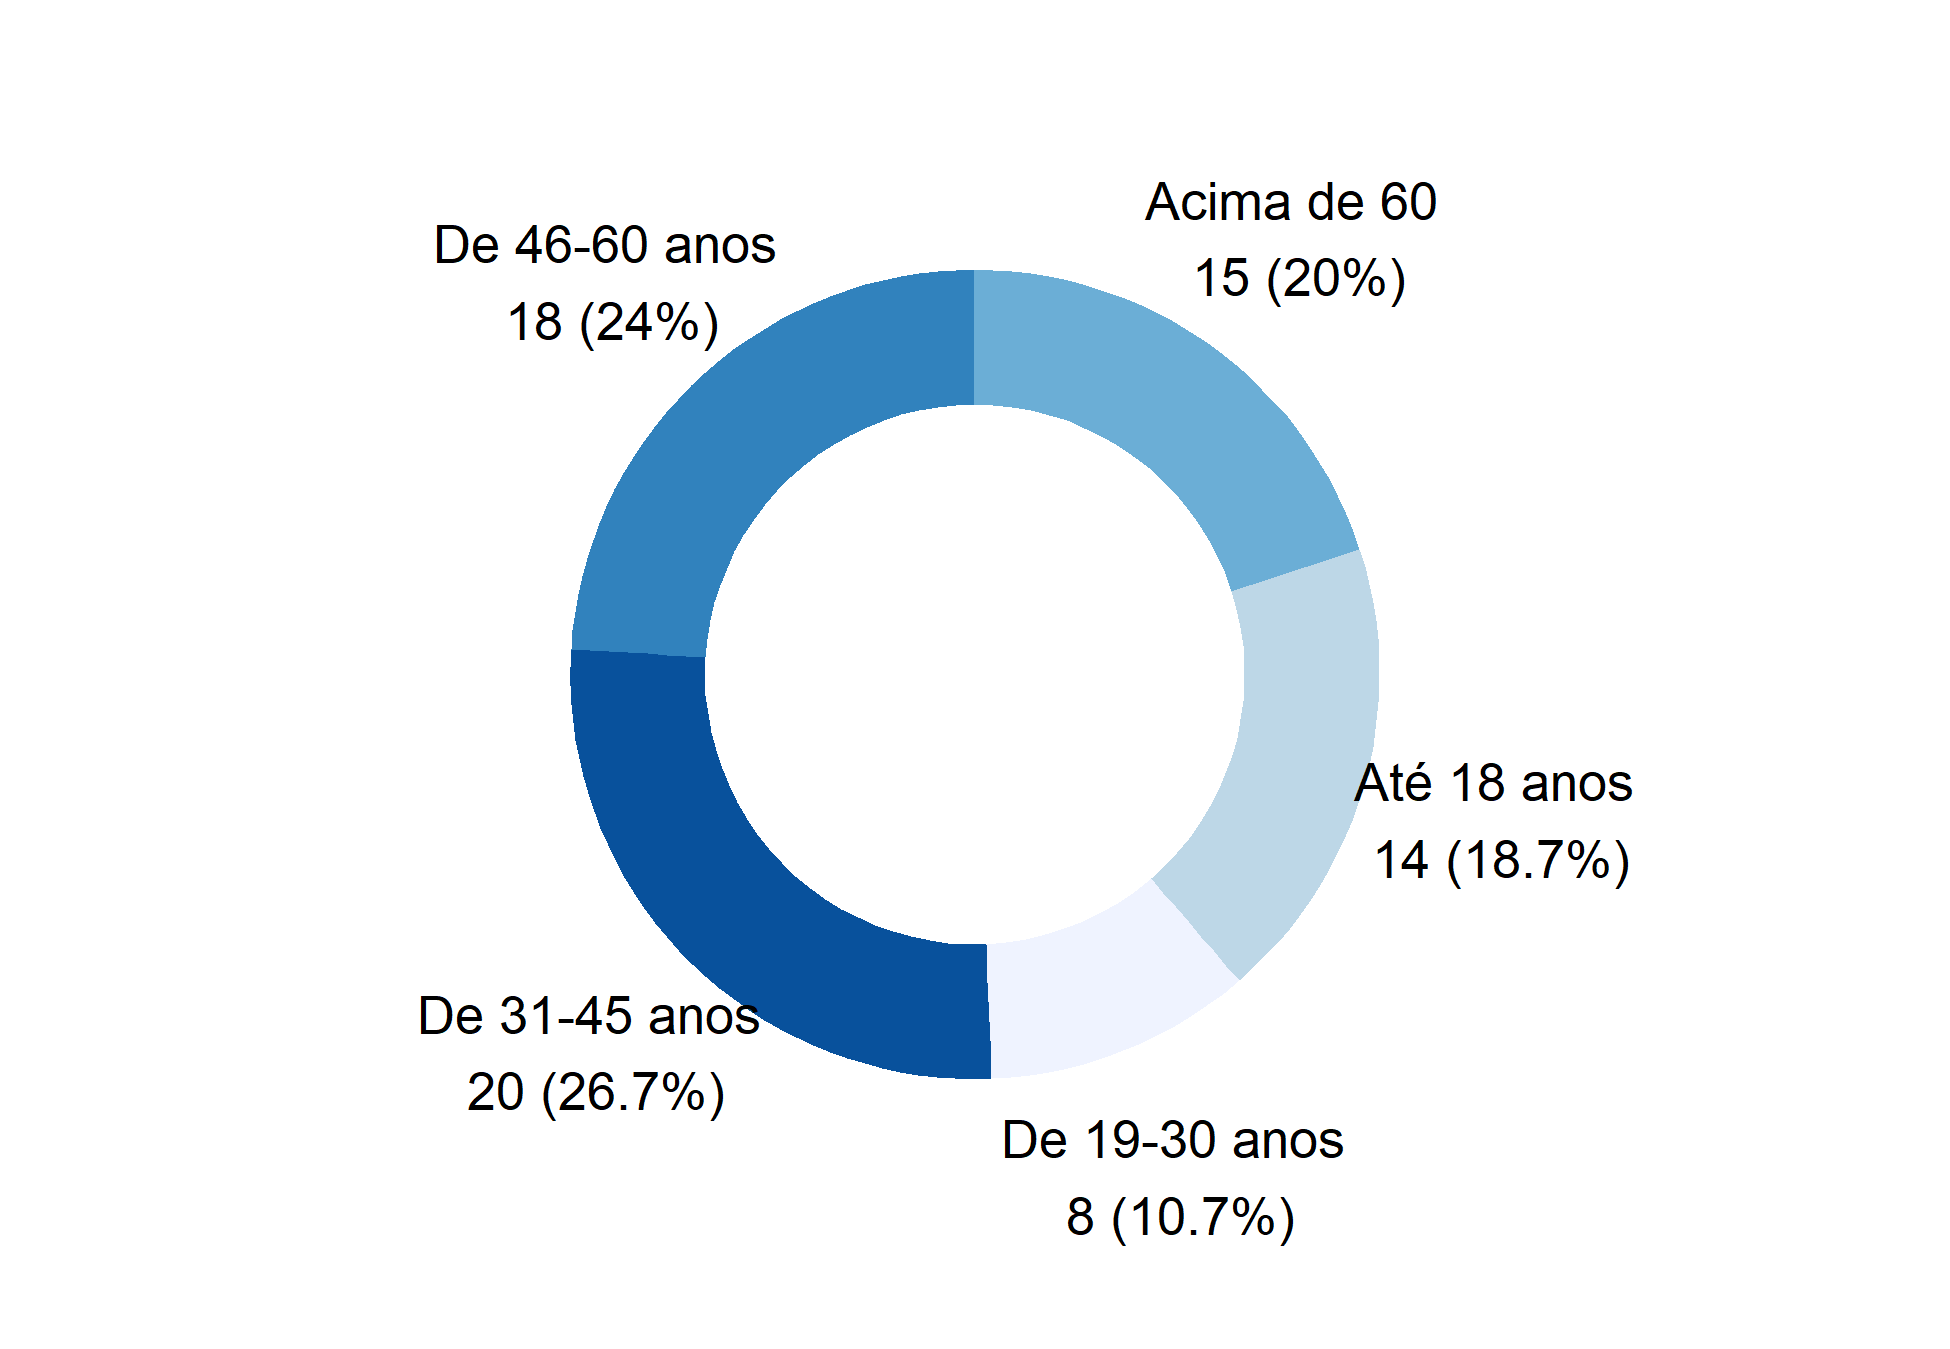 Acima de 60
15 (20%)
De 46-60 anos
18 (24%)
Até 18 anos
14 (18.7%)
De 31-45 anos
20 (26.7%)
De 19-30 anos
8 (10.7%)